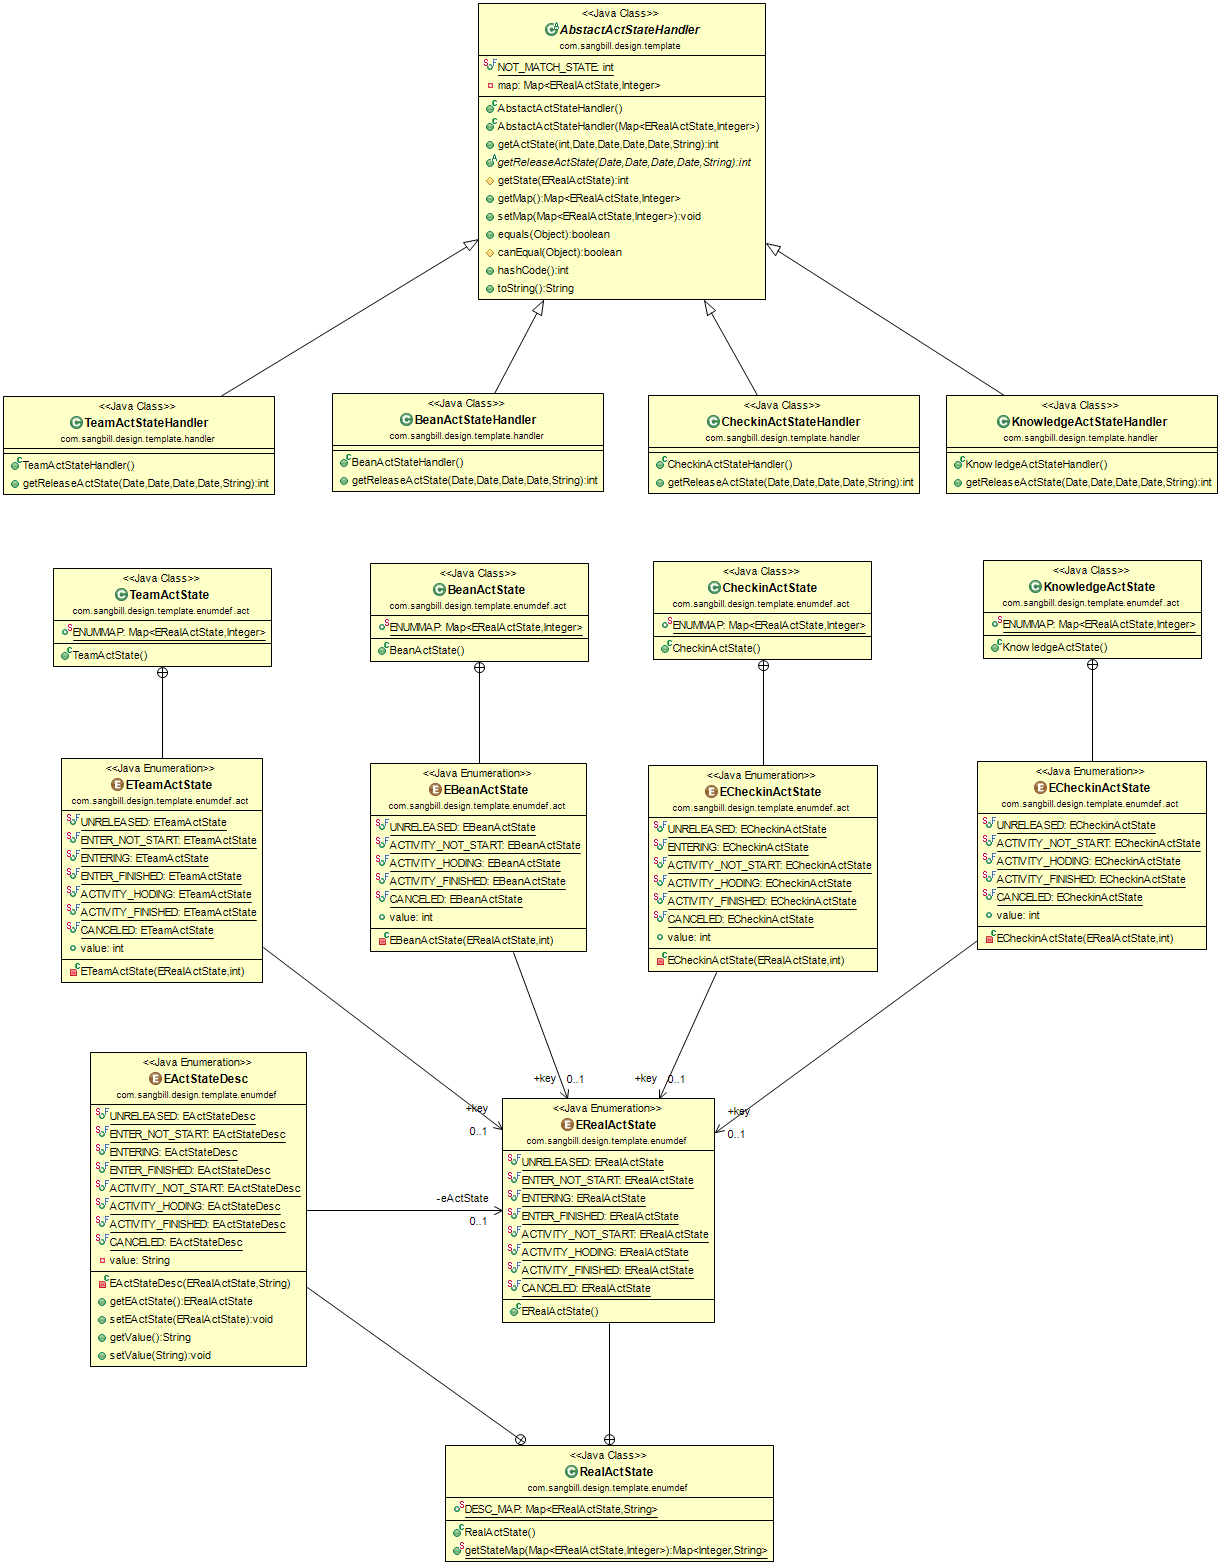 <<Java Class>>
AbstactActStateHandler
com.sangbill.design.template
NOT_MATCH_STATE: int
map: Map<ERealActState,Integer>
AbstactActStateHandler()
AbstactActStateHandler(Map<ERealActState,Integer>)
getActState(int,Date,Date,Date,Date,String):int
getReleaseActState(Date,Date,Date,Date,String):int
getState(ERealActState):int
getMap():Map<ERealActState,Integer>
setMap(Map<ERealActState,Integer>):void
equals(Object):boolean
canEqual(Object):boolean
hashCode():int
toString():String
<<Java Class>>
TeamActStateHandler
com.sangbill.design.template.handler
TeamActStateHandler()
getReleaseActState(Date,Date,Date,Date,String):int
<<Java Class>>
BeanActStateHandler
com.sangbill.design.template.handler
BeanActStateHandler()
getReleaseActState(Date,Date,Date,Date,String):int
<<Java Class>>
CheckinActStateHandler
com.sangbill.design.template.handler
CheckinActStateHandler()
getReleaseActState(Date,Date,Date,Date,String):int
<<Java Class>>
KnowledgeActStateHandler
com.sangbill.design.template.handler
KnowledgeActStateHandler()
getReleaseActState(Date,Date,Date,Date,String):int
<<Java Class>>
TeamActState
com.sangbill.design.template.enumdef.act
ENUMMAP: Map<ERealActState,Integer>
TeamActState()
<<Java Class>>
BeanActState
com.sangbill.design.template.enumdef.act
ENUMMAP: Map<ERealActState,Integer>
BeanActState()
<<Java Class>>
CheckinActState
com.sangbill.design.template.enumdef.act
ENUMMAP: Map<ERealActState,Integer>
CheckinActState()
<<Java Class>>
KnowledgeActState
com.sangbill.design.template.enumdef.act
ENUMMAP: Map<ERealActState,Integer>
KnowledgeActState()
<<Java Enumeration>>
ETeamActState
com.sangbill.design.template.enumdef.act
UNRELEASED: ETeamActState
ENTER_NOT_START: ETeamActState
ENTERING: ETeamActState
ENTER_FINISHED: ETeamActState
ACTIVITY_HODING: ETeamActState
ACTIVITY_FINISHED: ETeamActState
CANCELED: ETeamActState
value: int
ETeamActState(ERealActState,int)
<<Java Enumeration>>
EBeanActState
com.sangbill.design.template.enumdef.act
UNRELEASED: EBeanActState
ACTIVITY_NOT_START: EBeanActState
ACTIVITY_HODING: EBeanActState
ACTIVITY_FINISHED: EBeanActState
CANCELED: EBeanActState
value: int
EBeanActState(ERealActState,int)
<<Java Enumeration>>
ECheckinActState
com.sangbill.design.template.enumdef.act
UNRELEASED: ECheckinActState
ENTERING: ECheckinActState
ACTIVITY_NOT_START: ECheckinActState
ACTIVITY_HODING: ECheckinActState
ACTIVITY_FINISHED: ECheckinActState
CANCELED: ECheckinActState
value: int
ECheckinActState(ERealActState,int)
<<Java Enumeration>>
ECheckinActState
com.sangbill.design.template.enumdef.act
UNRELEASED: ECheckinActState
ACTIVITY_NOT_START: ECheckinActState
ACTIVITY_HODING: ECheckinActState
ACTIVITY_FINISHED: ECheckinActState
CANCELED: ECheckinActState
value: int
ECheckinActState(ERealActState,int)
+key 0..1
+key 0..1
+key
0..1
+key
0..1
<<Java Enumeration>>
EActStateDesc
com.sangbill.design.template.enumdef
UNRELEASED: EActStateDesc
ENTER_NOT_START: EActStateDesc
ENTERING: EActStateDesc
ENTER_FINISHED: EActStateDesc
ACTIVITY_NOT_START: EActStateDesc
ACTIVITY_HODING: EActStateDesc
ACTIVITY_FINISHED: EActStateDesc
CANCELED: EActStateDesc
value: String
EActStateDesc(ERealActState,String)
getEActState():ERealActState
setEActState(ERealActState):void
getValue():String
setValue(String):void
-eActState
0..1
<<Java Enumeration>>
ERealActState
com.sangbill.design.template.enumdef
UNRELEASED: ERealActState
ENTER_NOT_START: ERealActState
ENTERING: ERealActState
ENTER_FINISHED: ERealActState
ACTIVITY_NOT_START: ERealActState
ACTIVITY_HODING: ERealActState
ACTIVITY_FINISHED: ERealActState
CANCELED: ERealActState
ERealActState()
<<Java Class>>
RealActState
com.sangbill.design.template.enumdef
DESC_MAP: Map<ERealActState,String>
RealActState()
getStateMap(Map<ERealActState,Integer>):Map<Integer,String>